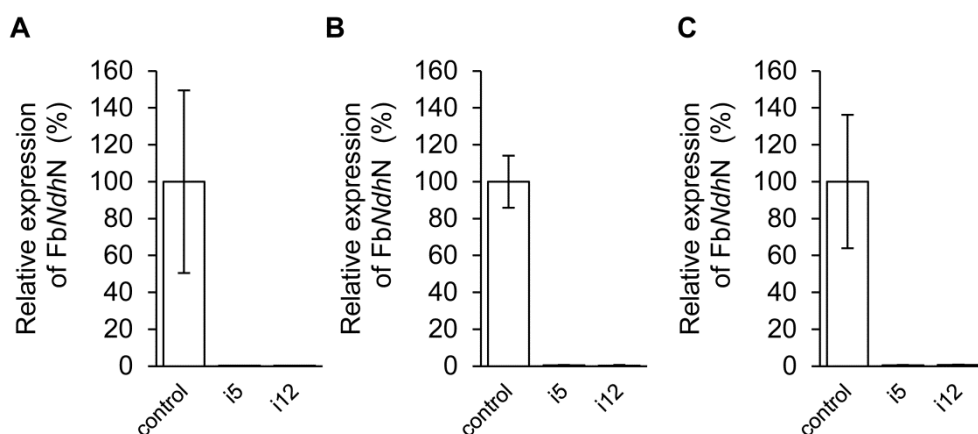 A
Relative expression
of FbNdhN (%)
160
140
120
100
80
60
40
20
0
control
i5
i12
B
Relative expression
of FbNdhN (%)
160
140
120
100
80
60
40
20
0
control
i5
i12
C
Relative expression
of FbNdhN (%)
160
140
120
100
80
60
40
20
0
control
i5
i12